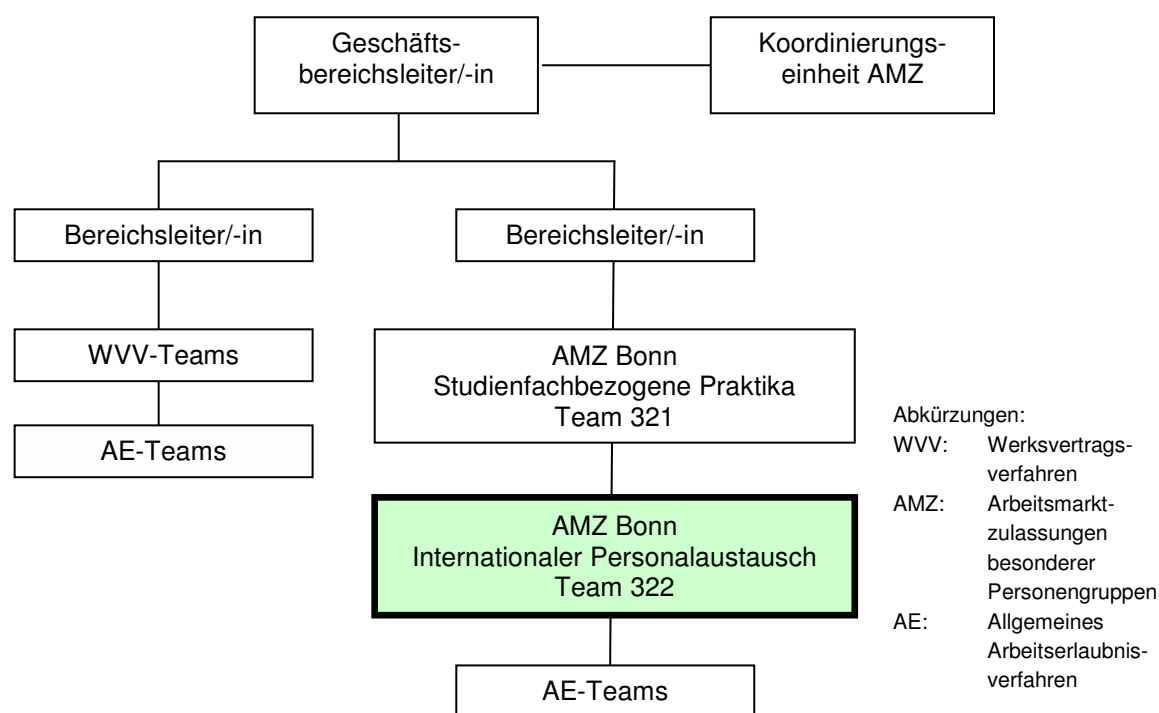 Geschäfts-
bereichsleiter/-in
Koordinierungs-
einheit AMZ
Bereichsleiter/-in
Bereichsleiter/-in
WVV-Teams
AE-Teams
AMZ Bonn
Studienfachbezogene Praktika
Team 321
AMZ Bonn
Internationaler Personalaustausch
Team 322
AE-Teams
Abkürzungen:
WVV: Werksvertrags-
verfahren
AMZ: Arbeitsmarkt-
zulassungen
besonderer
Personengruppen
AE: Allgemeines
Arbeitserlaubnis-
verfahren